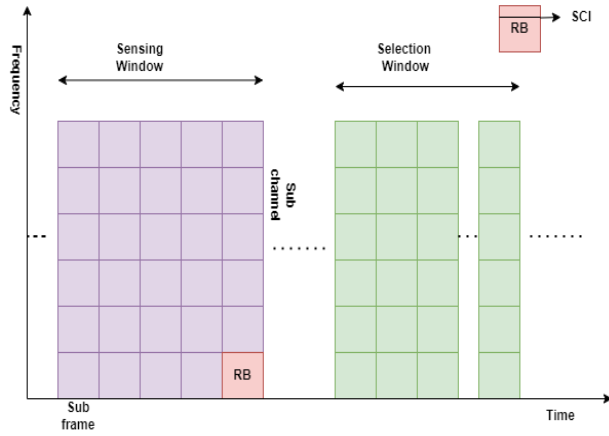 Sensing
Window
Selection
Window
SCI
RB
Frequency
Sub
channel
RB
Sub
frame
Time